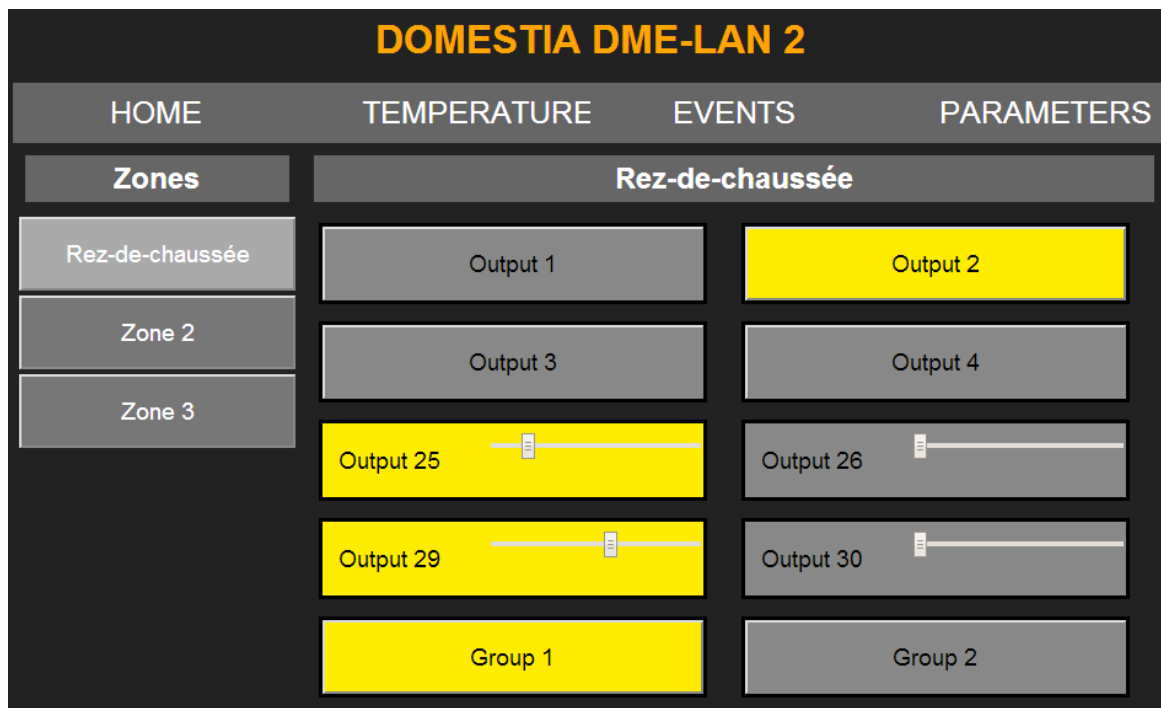 DOMESTIA DME-LAN 2
HOME TEMPERATURE EVENTS PARAMETERS
Zones
Rez-de-chaussée
Zone 2
Zone 3
Rez-de-chaussée
Output 1
Output 2
Output 3
Output 4
Output 25
Output 26
Output 29
Output 30
Group 1
Group 2